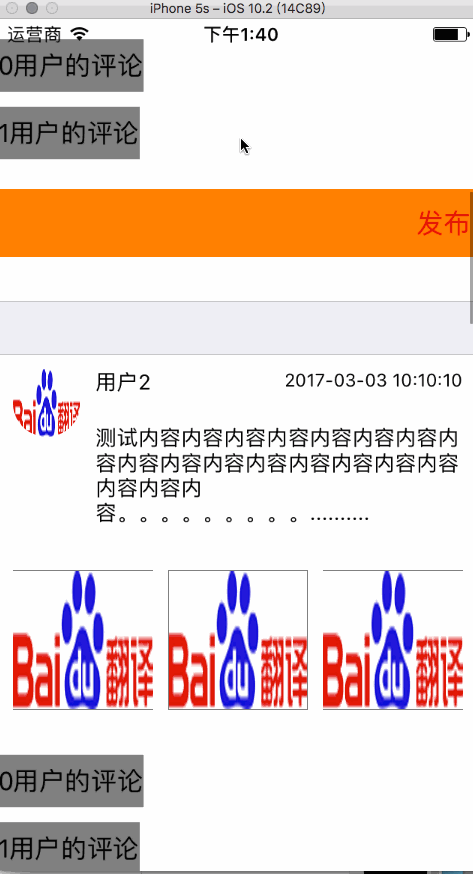 iPhone 5s – iOS 10.2 (14C89)
运营商 下午1:40
0用户的评论
1用户的评论
发布
用户2 2017-03-03 10:10:10
Bai du 翻译
测试内容内容内容内容内容内容内容内
容内容内容内容内容内容内容内容内容
内容内容内
容。。。。。。。。。..........
Bai du 翻译 Bai du 翻译 Bai du 翻译
0用户的评论
1用户的评论